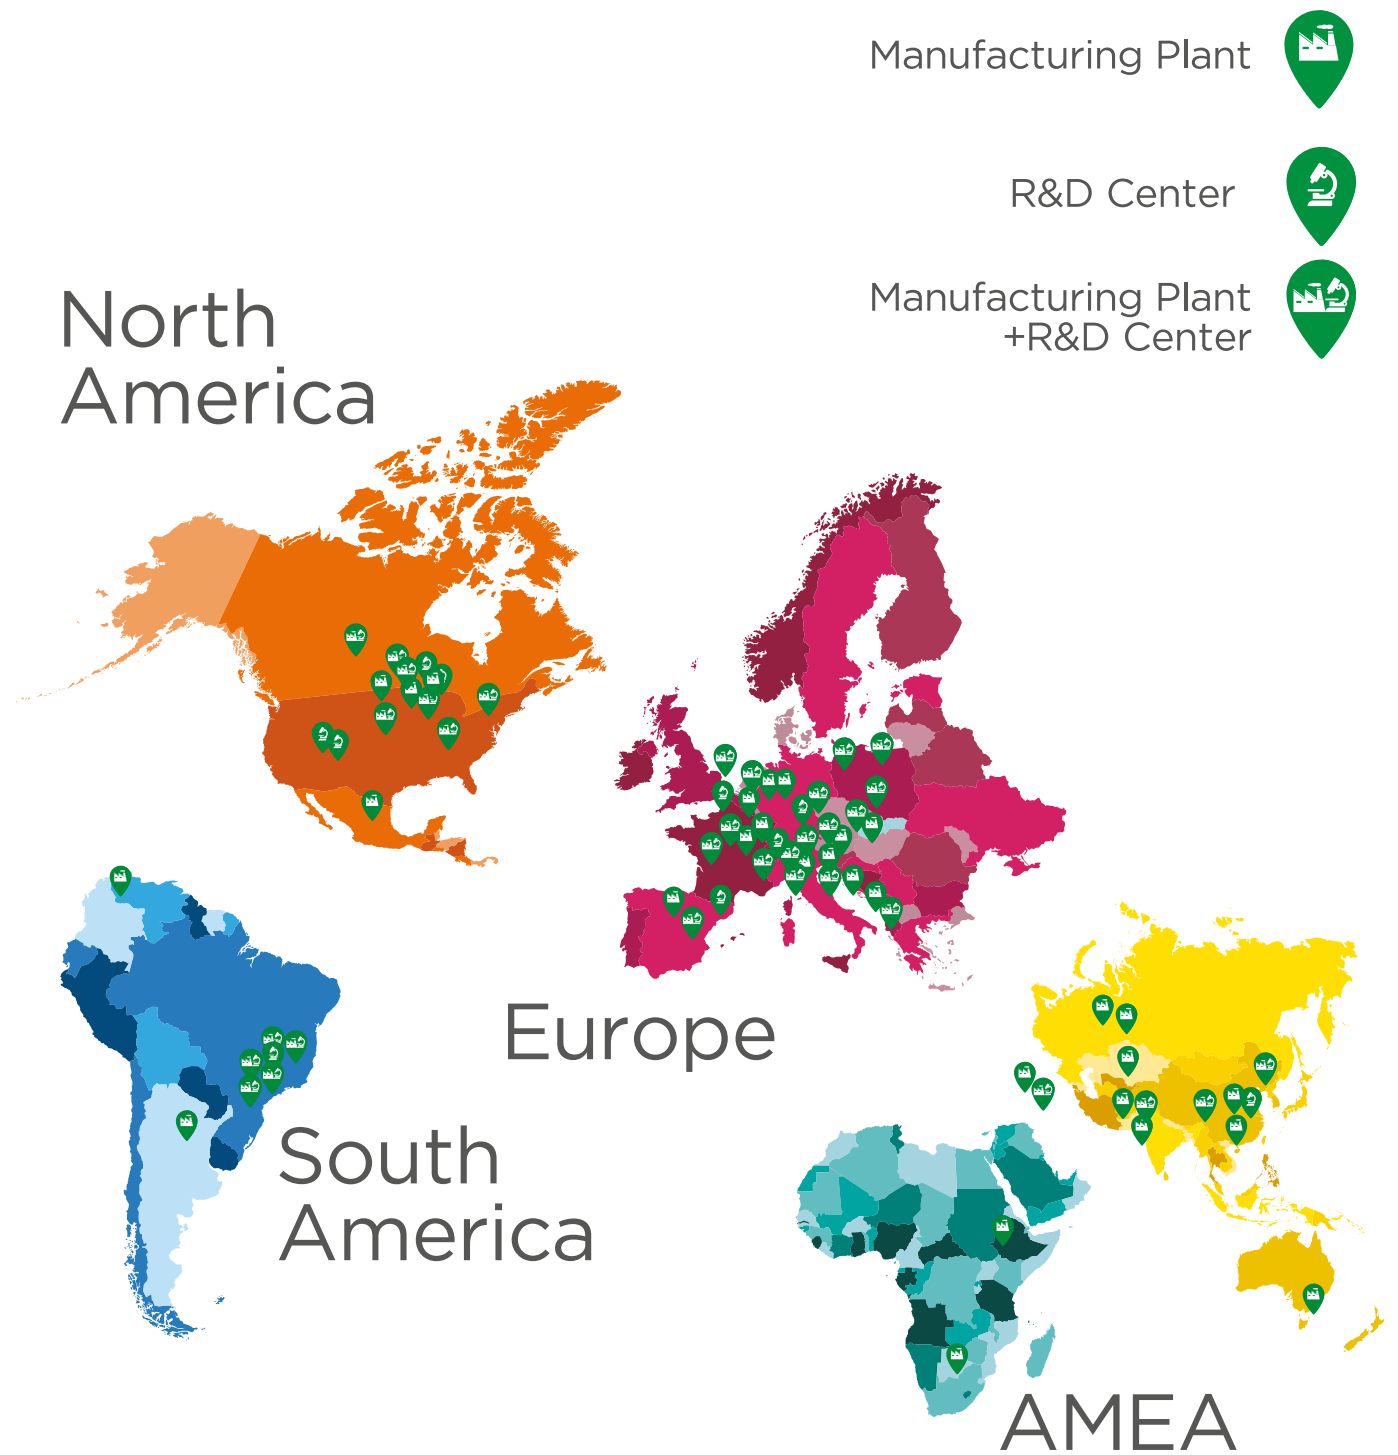 Manufacturing Plant
R&D Center
Manufacturing Plant
+R&D Center
North
America
Europe
South
America
AMEA